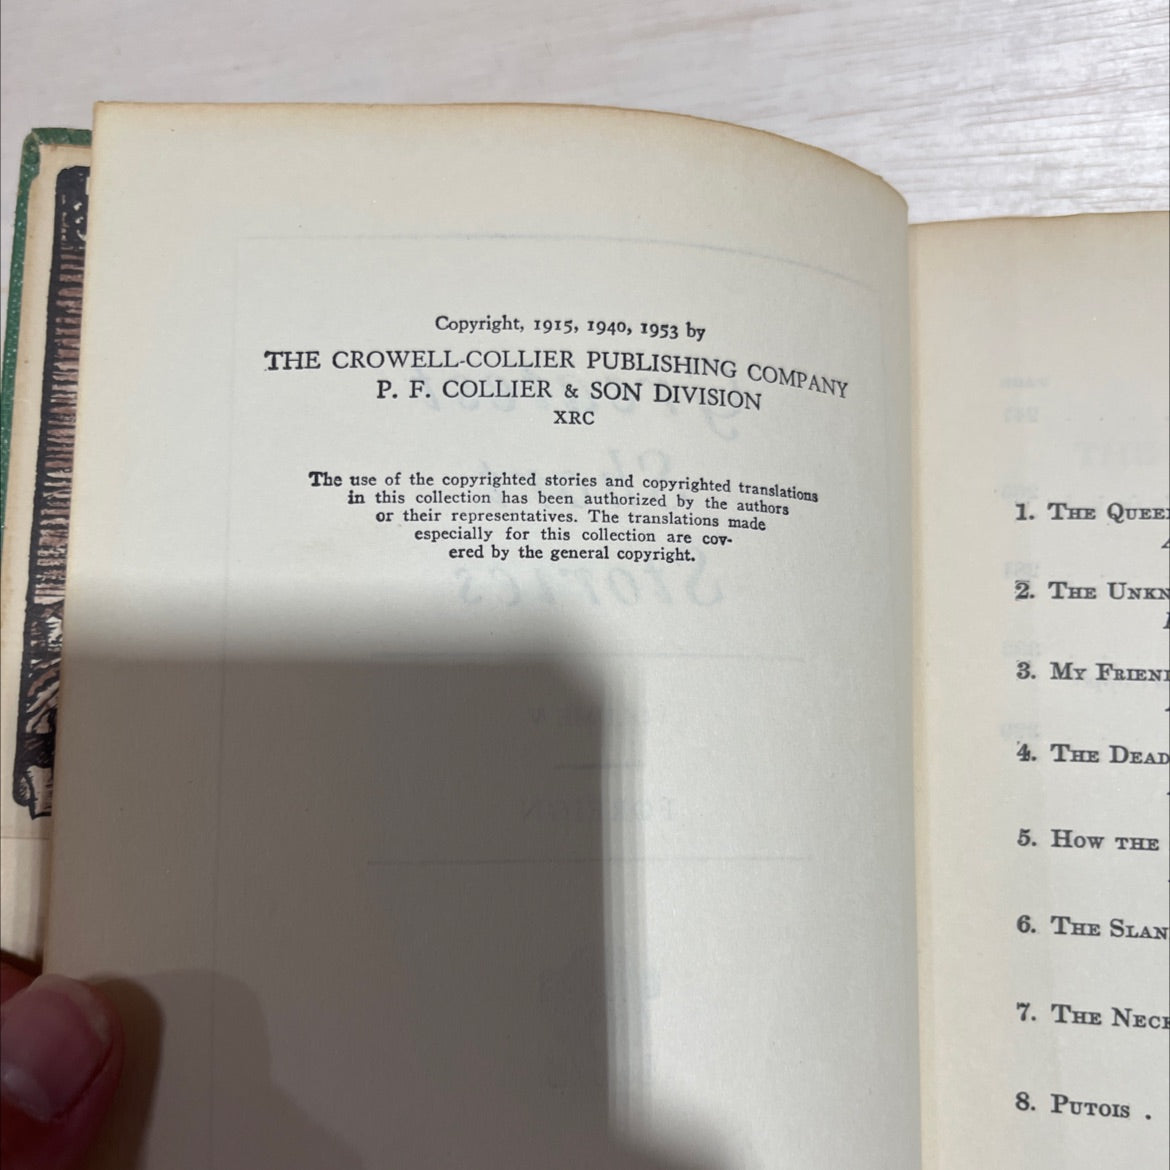 Copyright, 1915, 1940, 1953 by
THE CROWELL-COLLIER PUBLISHING COMPANY
P. F. COLLIER & SON DIVISION
XRC
The use of the copyrighted stories and copyrighted translations
in this collection has been authorized by the authors
or their representatives. The translations made
especially for this collection are cov-
ered by the general copyright.
1. THE QUEE
2. THE UNKN
3. MY FRIEN
4. THE DEAD
5. HOW THE
6. THE SLAN
7. THE NEC
8. PUTOIS .